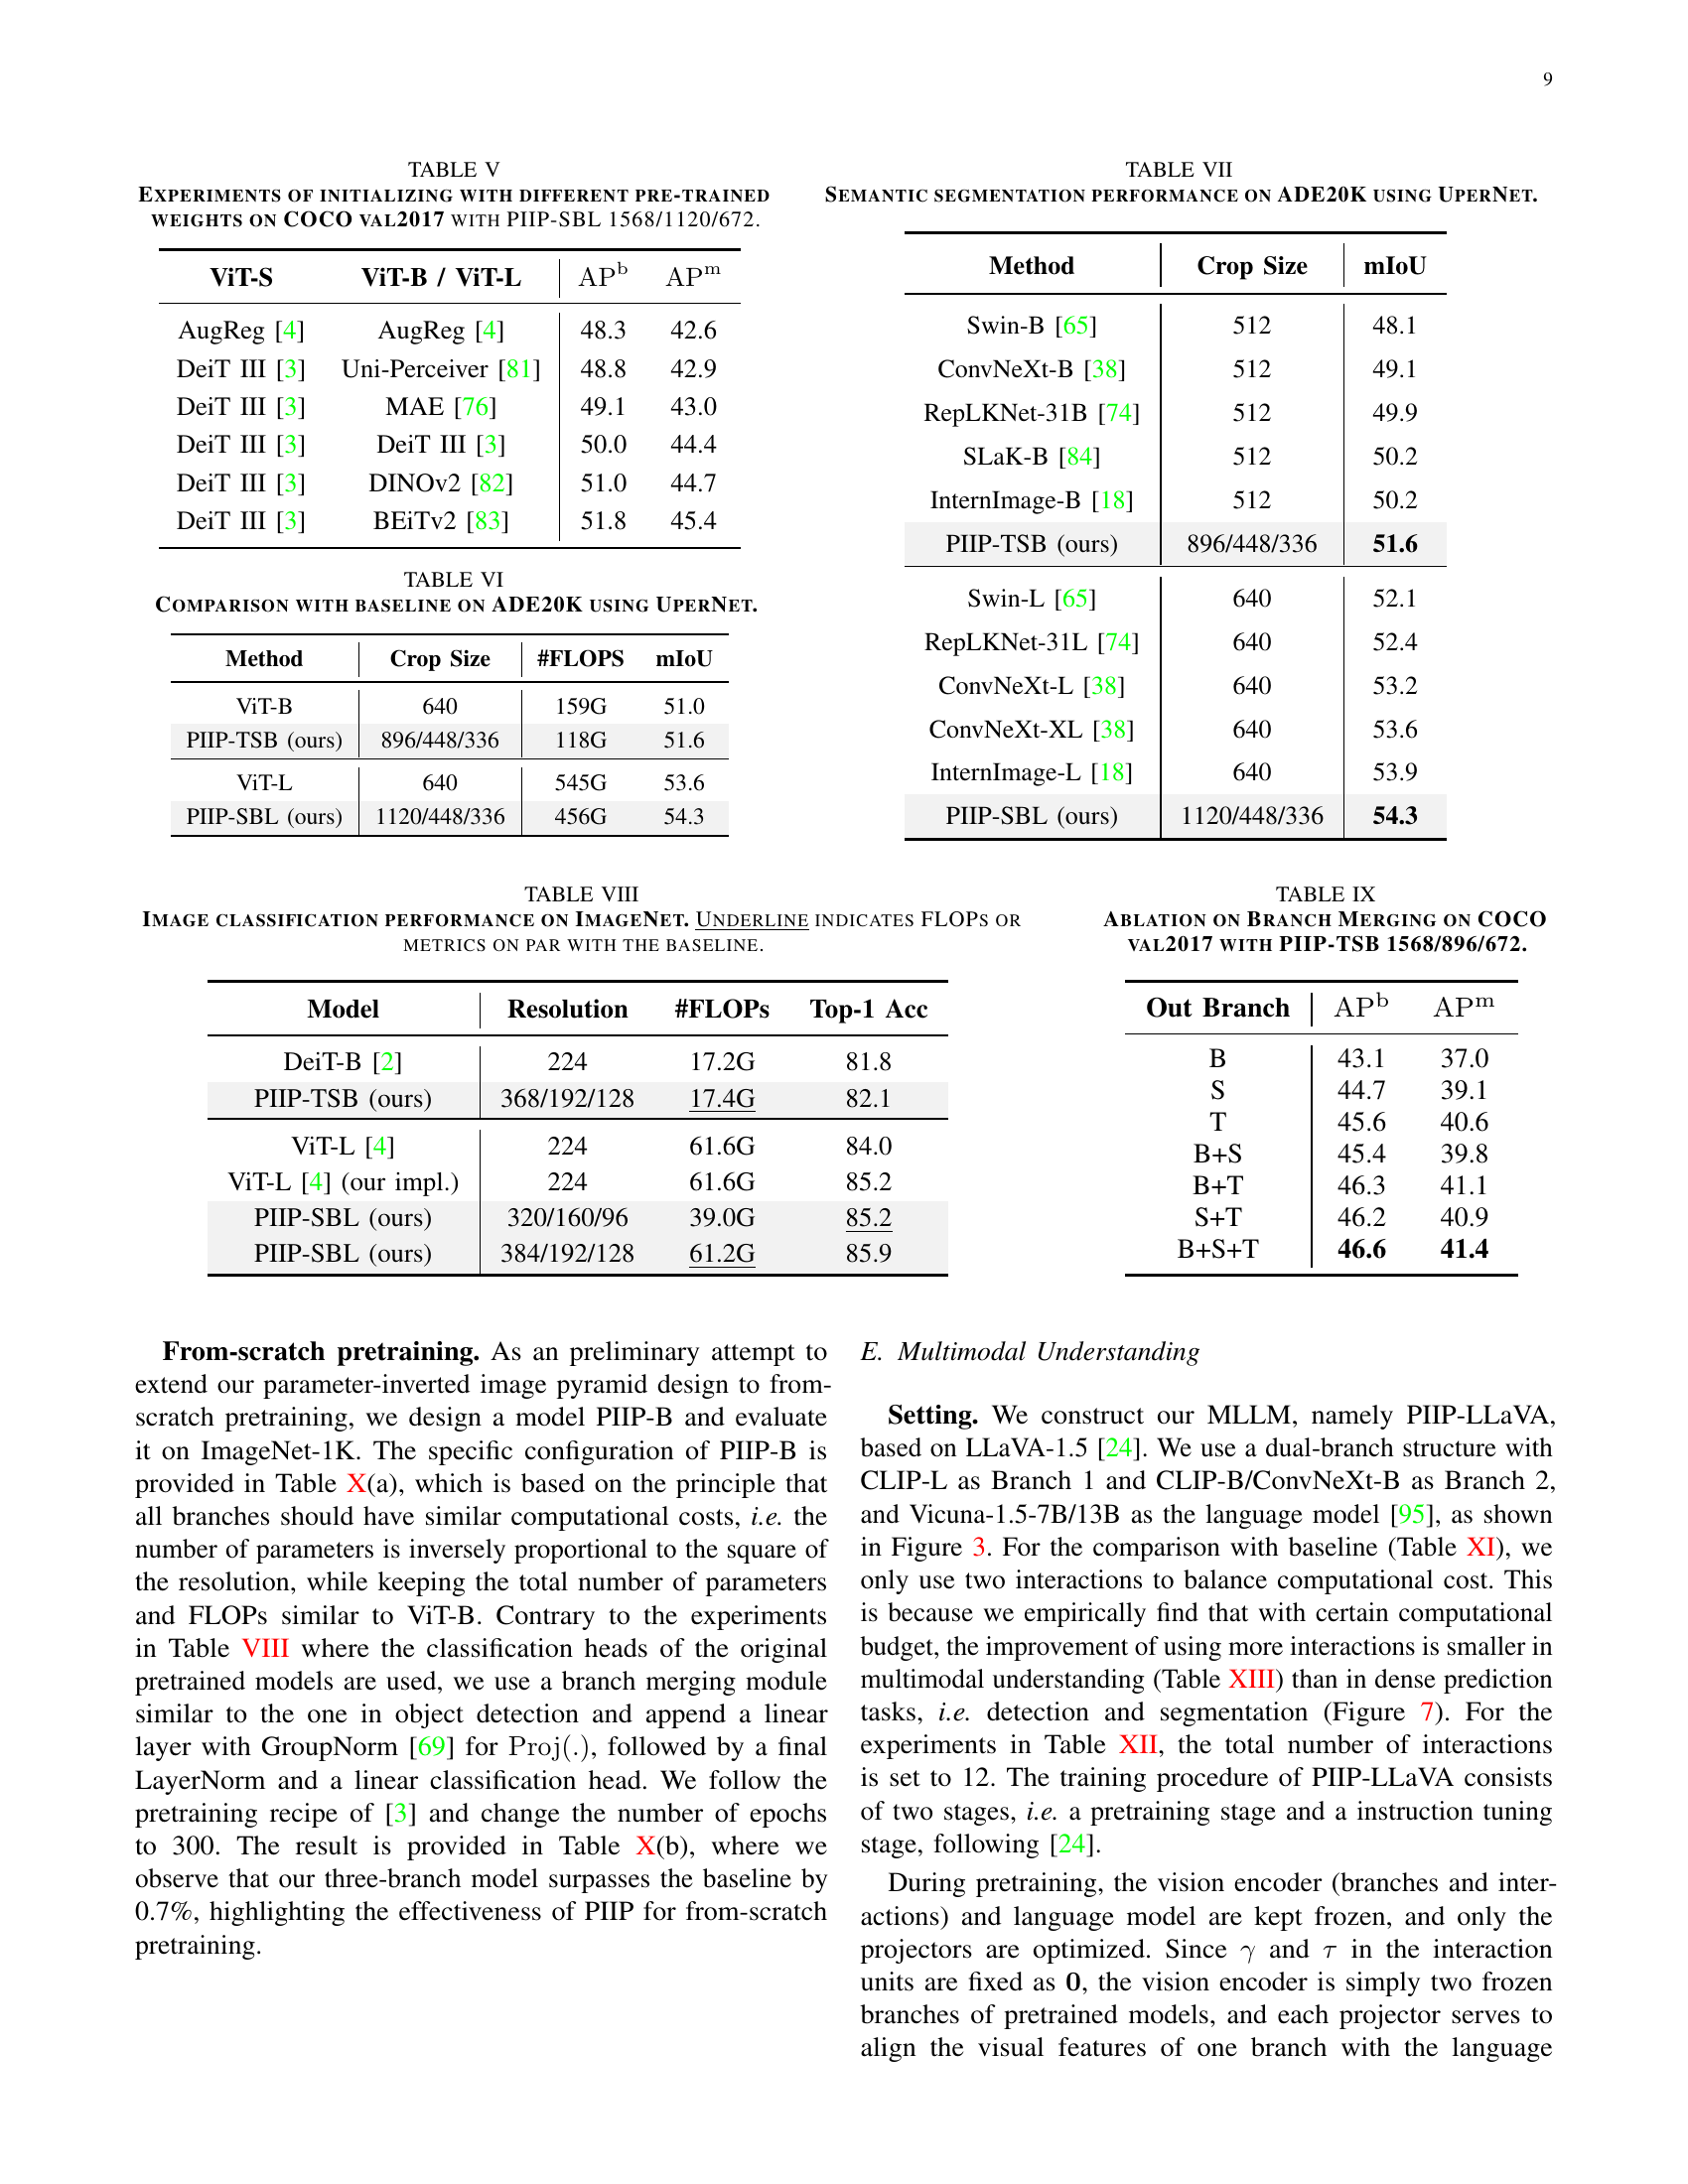 9
TABLE V
EXPERIMENTS OF INITIALIZING WITH DIFFERENT PRE-TRAINED
WEIGHTS ON COCO VAL2017 WITH PIIP-SBL 1568/1120/672.
ViT-S ViT-B / ViT-L AP^b AP^m
AugReg [4] AugReg [4] 48.3 42.6
DeiT III [3] Uni-Perceiver [81] 48.8 42.9
DeiT III [3] MAE [76] 49.1 43.0
DeiT III [3] DeiT III [3] 50.0 44.4
DeiT III [3] DINOv2 [82] 51.0 44.7
DeiT III [3] BEiTv2 [83] 51.8 45.4
TABLE VI
COMPARISON WITH BASELINE ON ADE20K USING UPERNET.
Method Crop Size #FLOPS mIoU
ViT-B 640 159G 51.0
PIIP-TSB (ours) 896/448/336 118G 51.6
ViT-L 640 545G 53.6
PIIP-SBL (ours) 1120/448/336 456G 54.3
TABLE VII
SEMANTIC SEGMENTATION PERFORMANCE ON ADE20K USING UPERNET.
Method Crop Size mIoU
Swin-B [65] 512 48.1
ConvNeXt-B [38] 512 49.1
RepLKNet-31B [74] 512 49.9
SLaK-B [84] 512 50.2
InternImage-B [18] 512 50.2
PIIP-TSB (ours) 896/448/336 51.6
Swin-L [65] 640 52.1
RepLKNet-31L [74] 640 52.4
ConvNeXt-L [38] 640 53.2
ConvNeXt-XL [38] 640 53.6
InternImage-L [18] 640 53.9
PIIP-SBL (ours) 1120/448/336 54.3
TABLE VIII
IMAGE CLASSIFICATION PERFORMANCE ON IMAGENET. UNDERLINE INDICATES FLOPS OR
METRICS ON PAR WITH THE BASELINE.
Model Resolution #FLOPs Top-1 Acc
DeiT-B [2] 224 17.2G 81.8
PIIP-TSB (ours) 368/192/128 17.4G 82.1
ViT-L [4] 224 61.6G 84.0
ViT-L [4] (our impl.) 224 61.6G 85.2
PIIP-SBL (ours) 320/160/96 39.0G 85.2
PIIP-SBL (ours) 384/192/128 61.2G 85.9
TABLE IX
ABLATION ON BRANCH MERGING ON COCO
VAL2017 WITH PIIP-TSB 1568/896/672.
Out Branch AP^b AP^m
B 43.1 37.0
S 44.7 39.1
T 45.6 40.6
B+S 45.4 39.8
B+T 46.3 41.1
S+T 46.2 40.9
B+S+T 46.6 41.4
From-scratch pretraining. As an preliminary attempt to
extend our parameter-inverted image pyramid design to from-
scratch pretraining, we design a model PIIP-B and evaluate
it on ImageNet-1K. The specific configuration of PIIP-B is
provided in Table X(a), which is based on the principle that
all branches should have similar computational costs, i.e. the
number of parameters is inversely proportional to the square of
the resolution, while keeping the total number of parameters
and FLOPs similar to ViT-B. Contrary to the experiments
in Table VIII where the classification heads of the original
pretrained models are used, we use a branch merging module
similar to the one in object detection and append a linear
layer with GroupNorm [69] for Proj(.), followed by a final
LayerNorm and a linear classification head. We follow the
pretraining recipe of [3] and change the number of epochs
to 300. The result is provided in Table X(b), where we
observe that our three-branch model surpasses the baseline by
0.7%, highlighting the effectiveness of PIIP for from-scratch
pretraining.
E. Multimodal Understanding
Setting. We construct our MLLM, namely PIIP-LLaVA,
based on LLaVA-1.5 [24]. We use a dual-branch structure with
CLIP-L as Branch 1 and CLIP-B/ConvNeXt-B as Branch 2,
and Vicuna-1.5-7B/13B as the language model [95], as shown
in Figure 3. For the comparison with baseline (Table XI), we
only use two interactions to balance computational cost. This
is because we empirically find that with certain computational
budget, the improvement of using more interactions is smaller in
multimodal understanding (Table XIII) than in dense prediction
tasks, i.e. detection and segmentation (Figure 7). For the
experiments in Table XII, the total number of interactions
is set to 12. The training procedure of PIIP-LLaVA consists
of two stages, i.e. a pretraining stage and a instruction tuning
stage, following [24].
During pretraining, the vision encoder (branches and inter-
actions) and language model are kept frozen, and only the
projectors are optimized. Since γ and τ in the interaction
units are fixed as 0, the vision encoder is simply two frozen
branches of pretrained models, and each projector serves to
align the visual features of one branch with the language